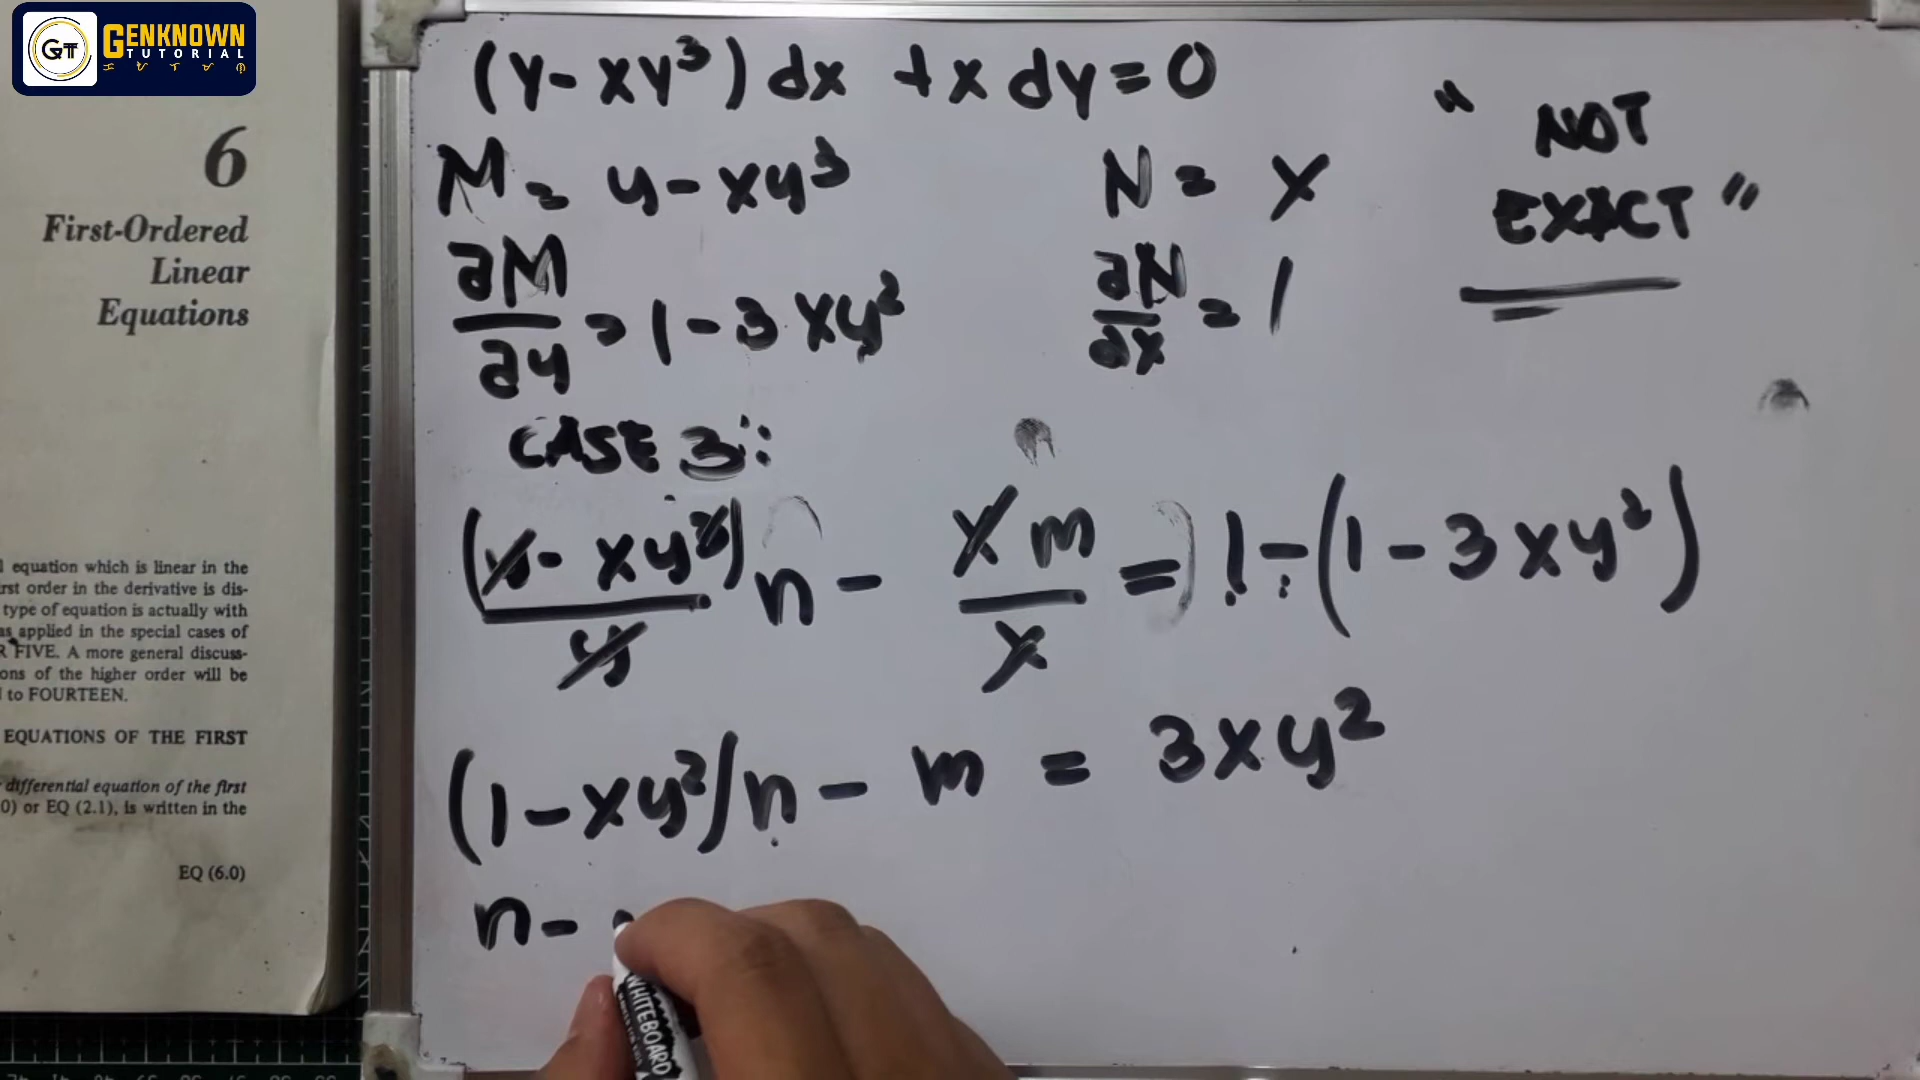 GT GENKNOWN
TUTORIAL
6
First-Ordered
Linear
Equations
l equation which is linear in the
rst order in the derivative is dis-
type of equation is actually with
as applied in the special cases of
R FIVE. A more general discuss-
ons of the higher order will be
l to FOURTEEN.
EQUATIONS OF THE FIRST
differential equation of the first
0) or EQ (2.1), is written in the
EQ (6.0)
(y - xy³) dx + x dy = 0
M = y - xy³ N = x
∂M/∂y = 1 - 3xy² ∂N/∂x = 1
" NOT
EXACT "
CASE 3:
(y - xy³)/y n - xm/x = 1 - (1 - 3xy²)
(1 - xy²) n - m = 3xy²
n -
WHITEBOARD